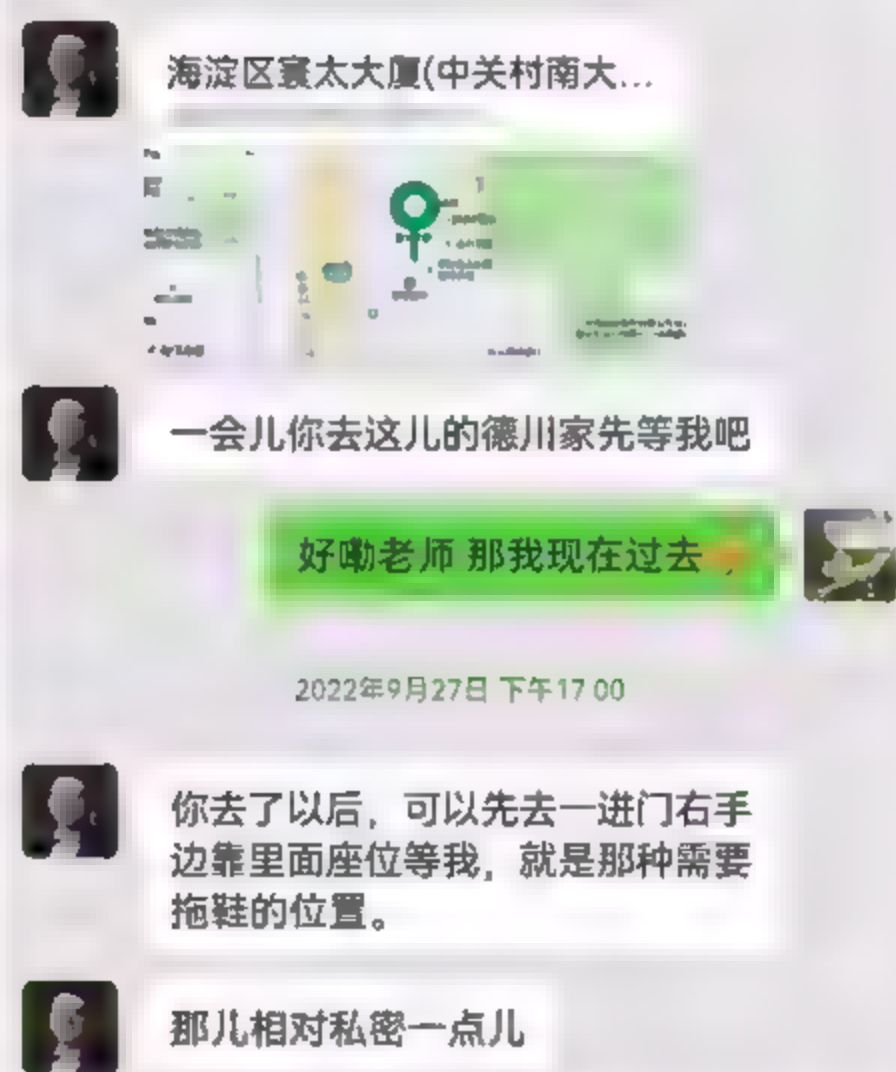 海淀区寰太大厦(中关村南大...
一会儿你去这儿的德川家先等我吧
好嘞老师 那我现在过去
2022年9月27日 下午17 00
你去了以后，可以先去一进门右手
边靠里面座位等我，就是那种需要
拖鞋的位置。
那儿相对私密一点儿